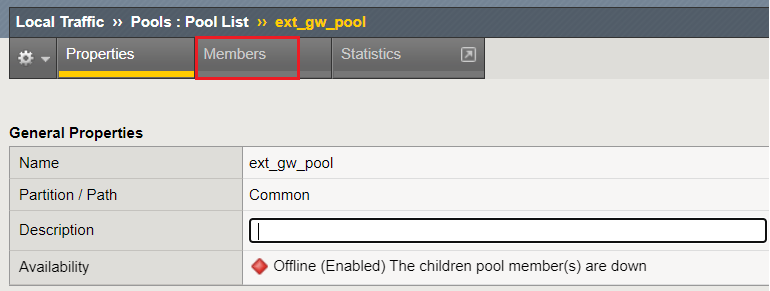 Local Traffic ›› Pools : Pool List ›› ext_gw_pool
Properties Members Statistics
General Properties
Name ext_gw_pool
Partition / Path Common
Description
Availability Offline (Enabled) The children pool member(s) are down